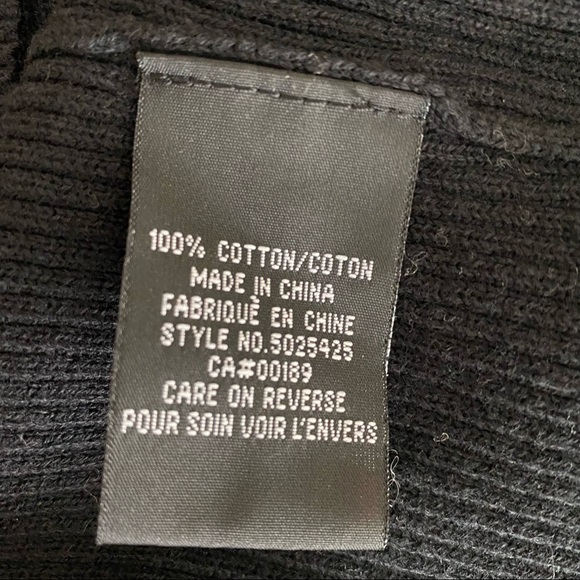 100% COTTON/COTON
MADE IN CHINA
FABRIQUÈ EN CHINE
STYLE NO.5025425
CA#00189
CARE ON REVERSE
POUR SOIN VOIR L'ENVERS